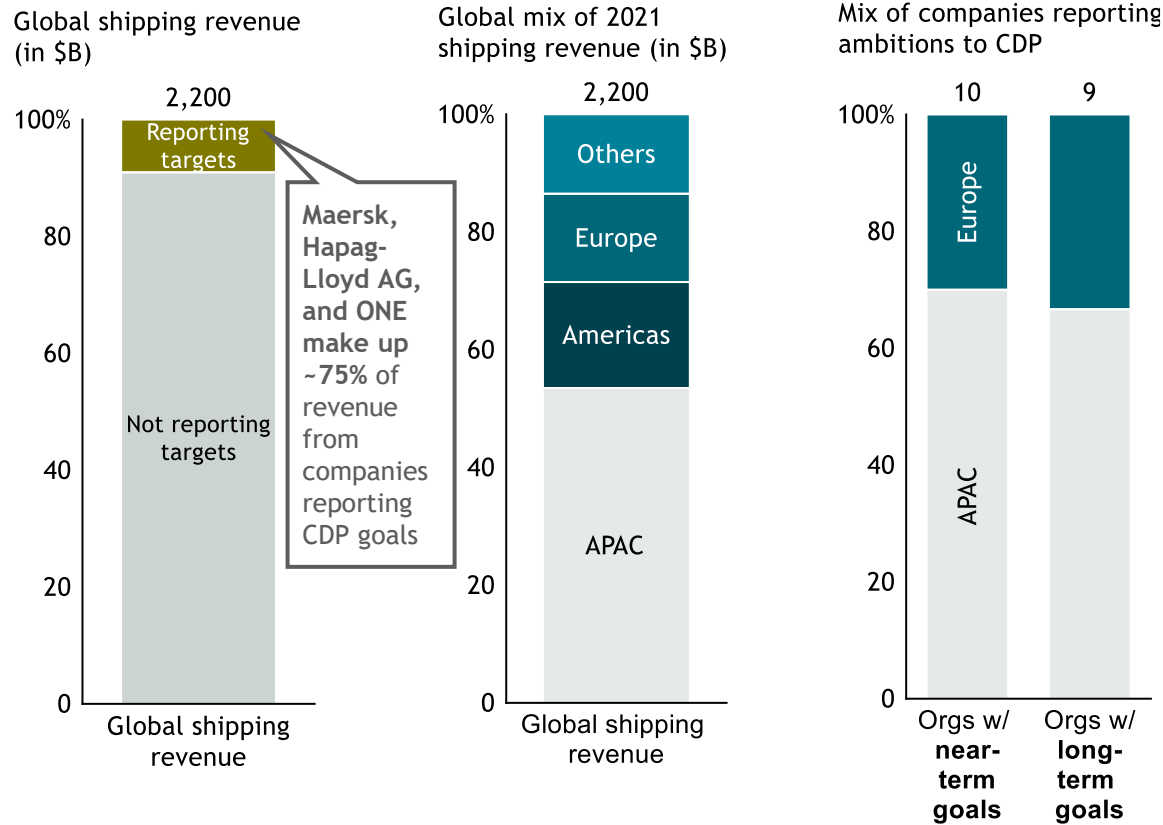 Global shipping revenue
(in $B)
2,200
100%
80
60
40
20
0
Reporting
targets
Not reporting
targets
Global shipping
revenue
Maersk,
Hapag-
Lloyd AG,
and ONE
make up
~75% of
revenue
from
companies
reporting
CDP goals
Global mix of 2021
shipping revenue (in $B)
2,200
100%
80
60
40
20
0
Others
Europe
Americas
APAC
Global shipping
revenue
Mix of companies reporting
ambitions to CDP
10
9
100%
80
60
40
20
0
Europe
APAC
Orgs w/
near-
term
goals
Orgs w/
long-
term
goals